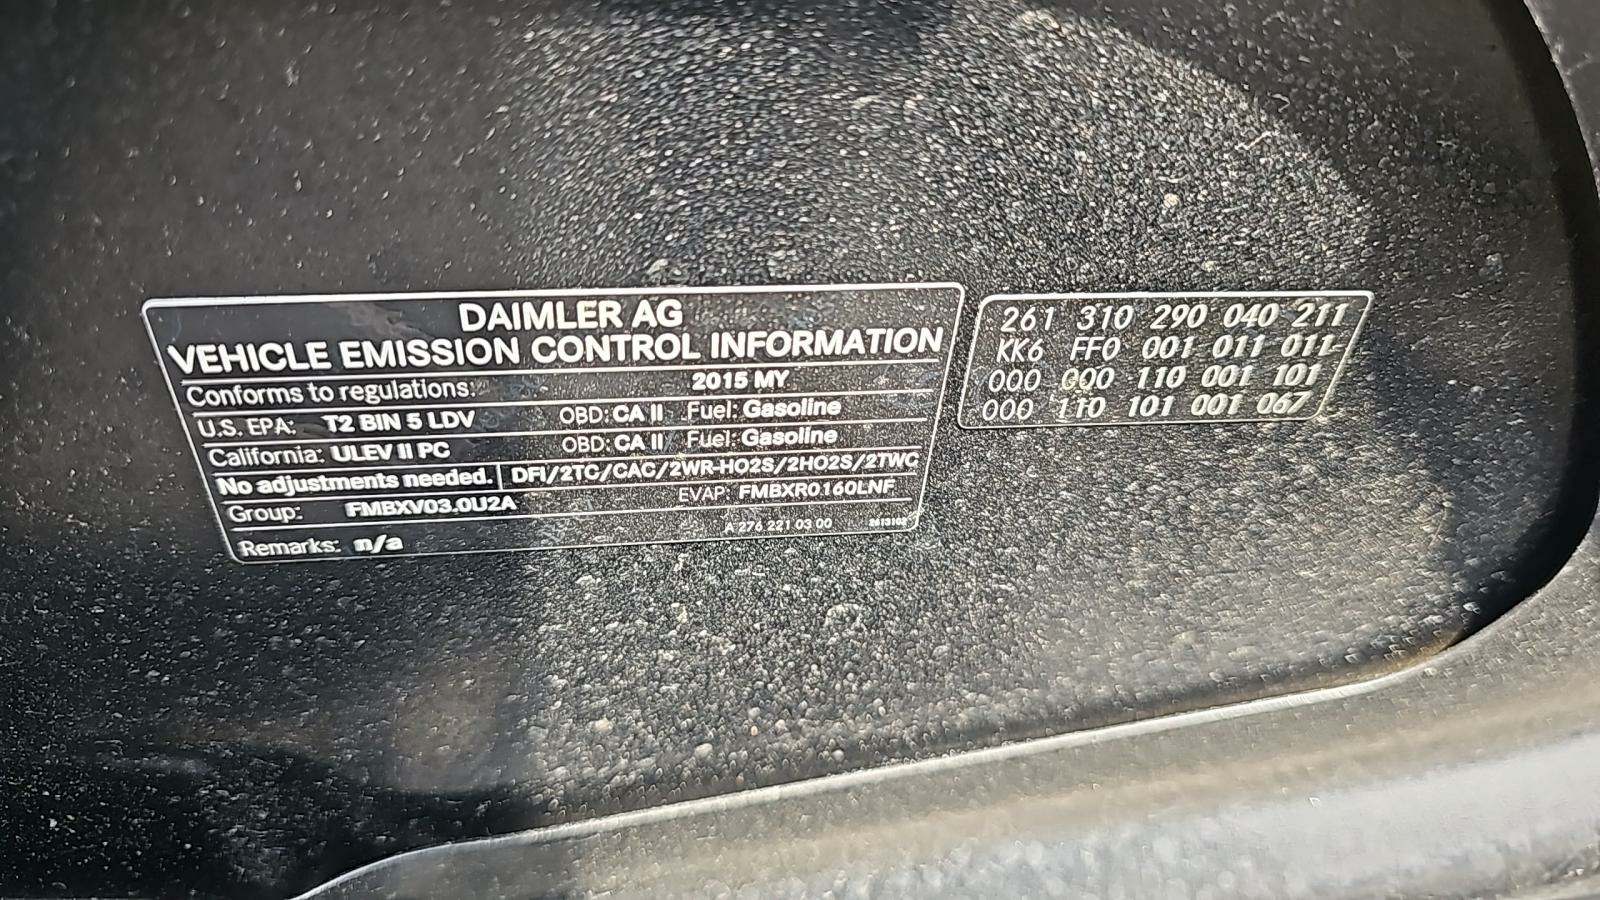 DAIMLER AG
VEHICLE EMISSION CONTROL INFORMATION
Conforms to regulations: 2015 MY
U.S. EPA: T2 BIN 5 LDV OBD: CA II Fuel: Gasoline
California: ULEV II PC OBD: CA II Fuel: Gasoline
No adjustments needed. DFI/2TC/CAC/2WR-HO2S/2HO2S/2TWC
Group: FMBXV03.0U2A EVAP: FMBXR0160LNF
Remarks: n/a A 276 221 03 00
261 310 290 040 211
KK6 FF0 001 011 011
000 000 110 001 101
000 110 101 001 067